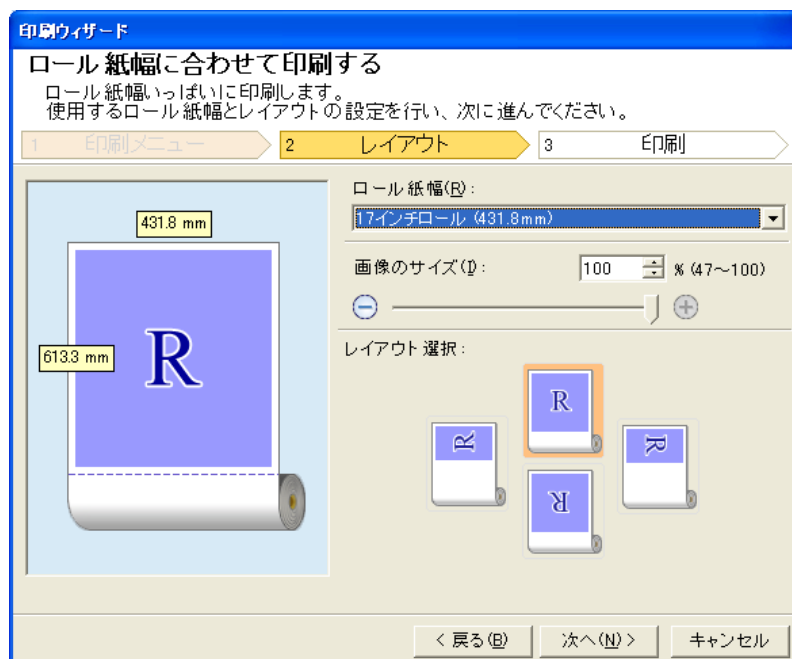 印刷ウィザード
ロール紙幅に合わせて印刷する
ロール紙幅いっぱいに印刷します。
使用するロール紙幅とレイアウトの設定を行い、次に進んでください。
1 印刷メニュー 2 レイアウト 3 印刷
ロール紙幅(R):
17インチロール (431.8mm)
431.8 mm
画像のサイズ(I): 100 % (47～100)
613.3 mm
R
レイアウト選択:
R
R
R
R
< 戻る(B) 次へ(N) > キャンセル